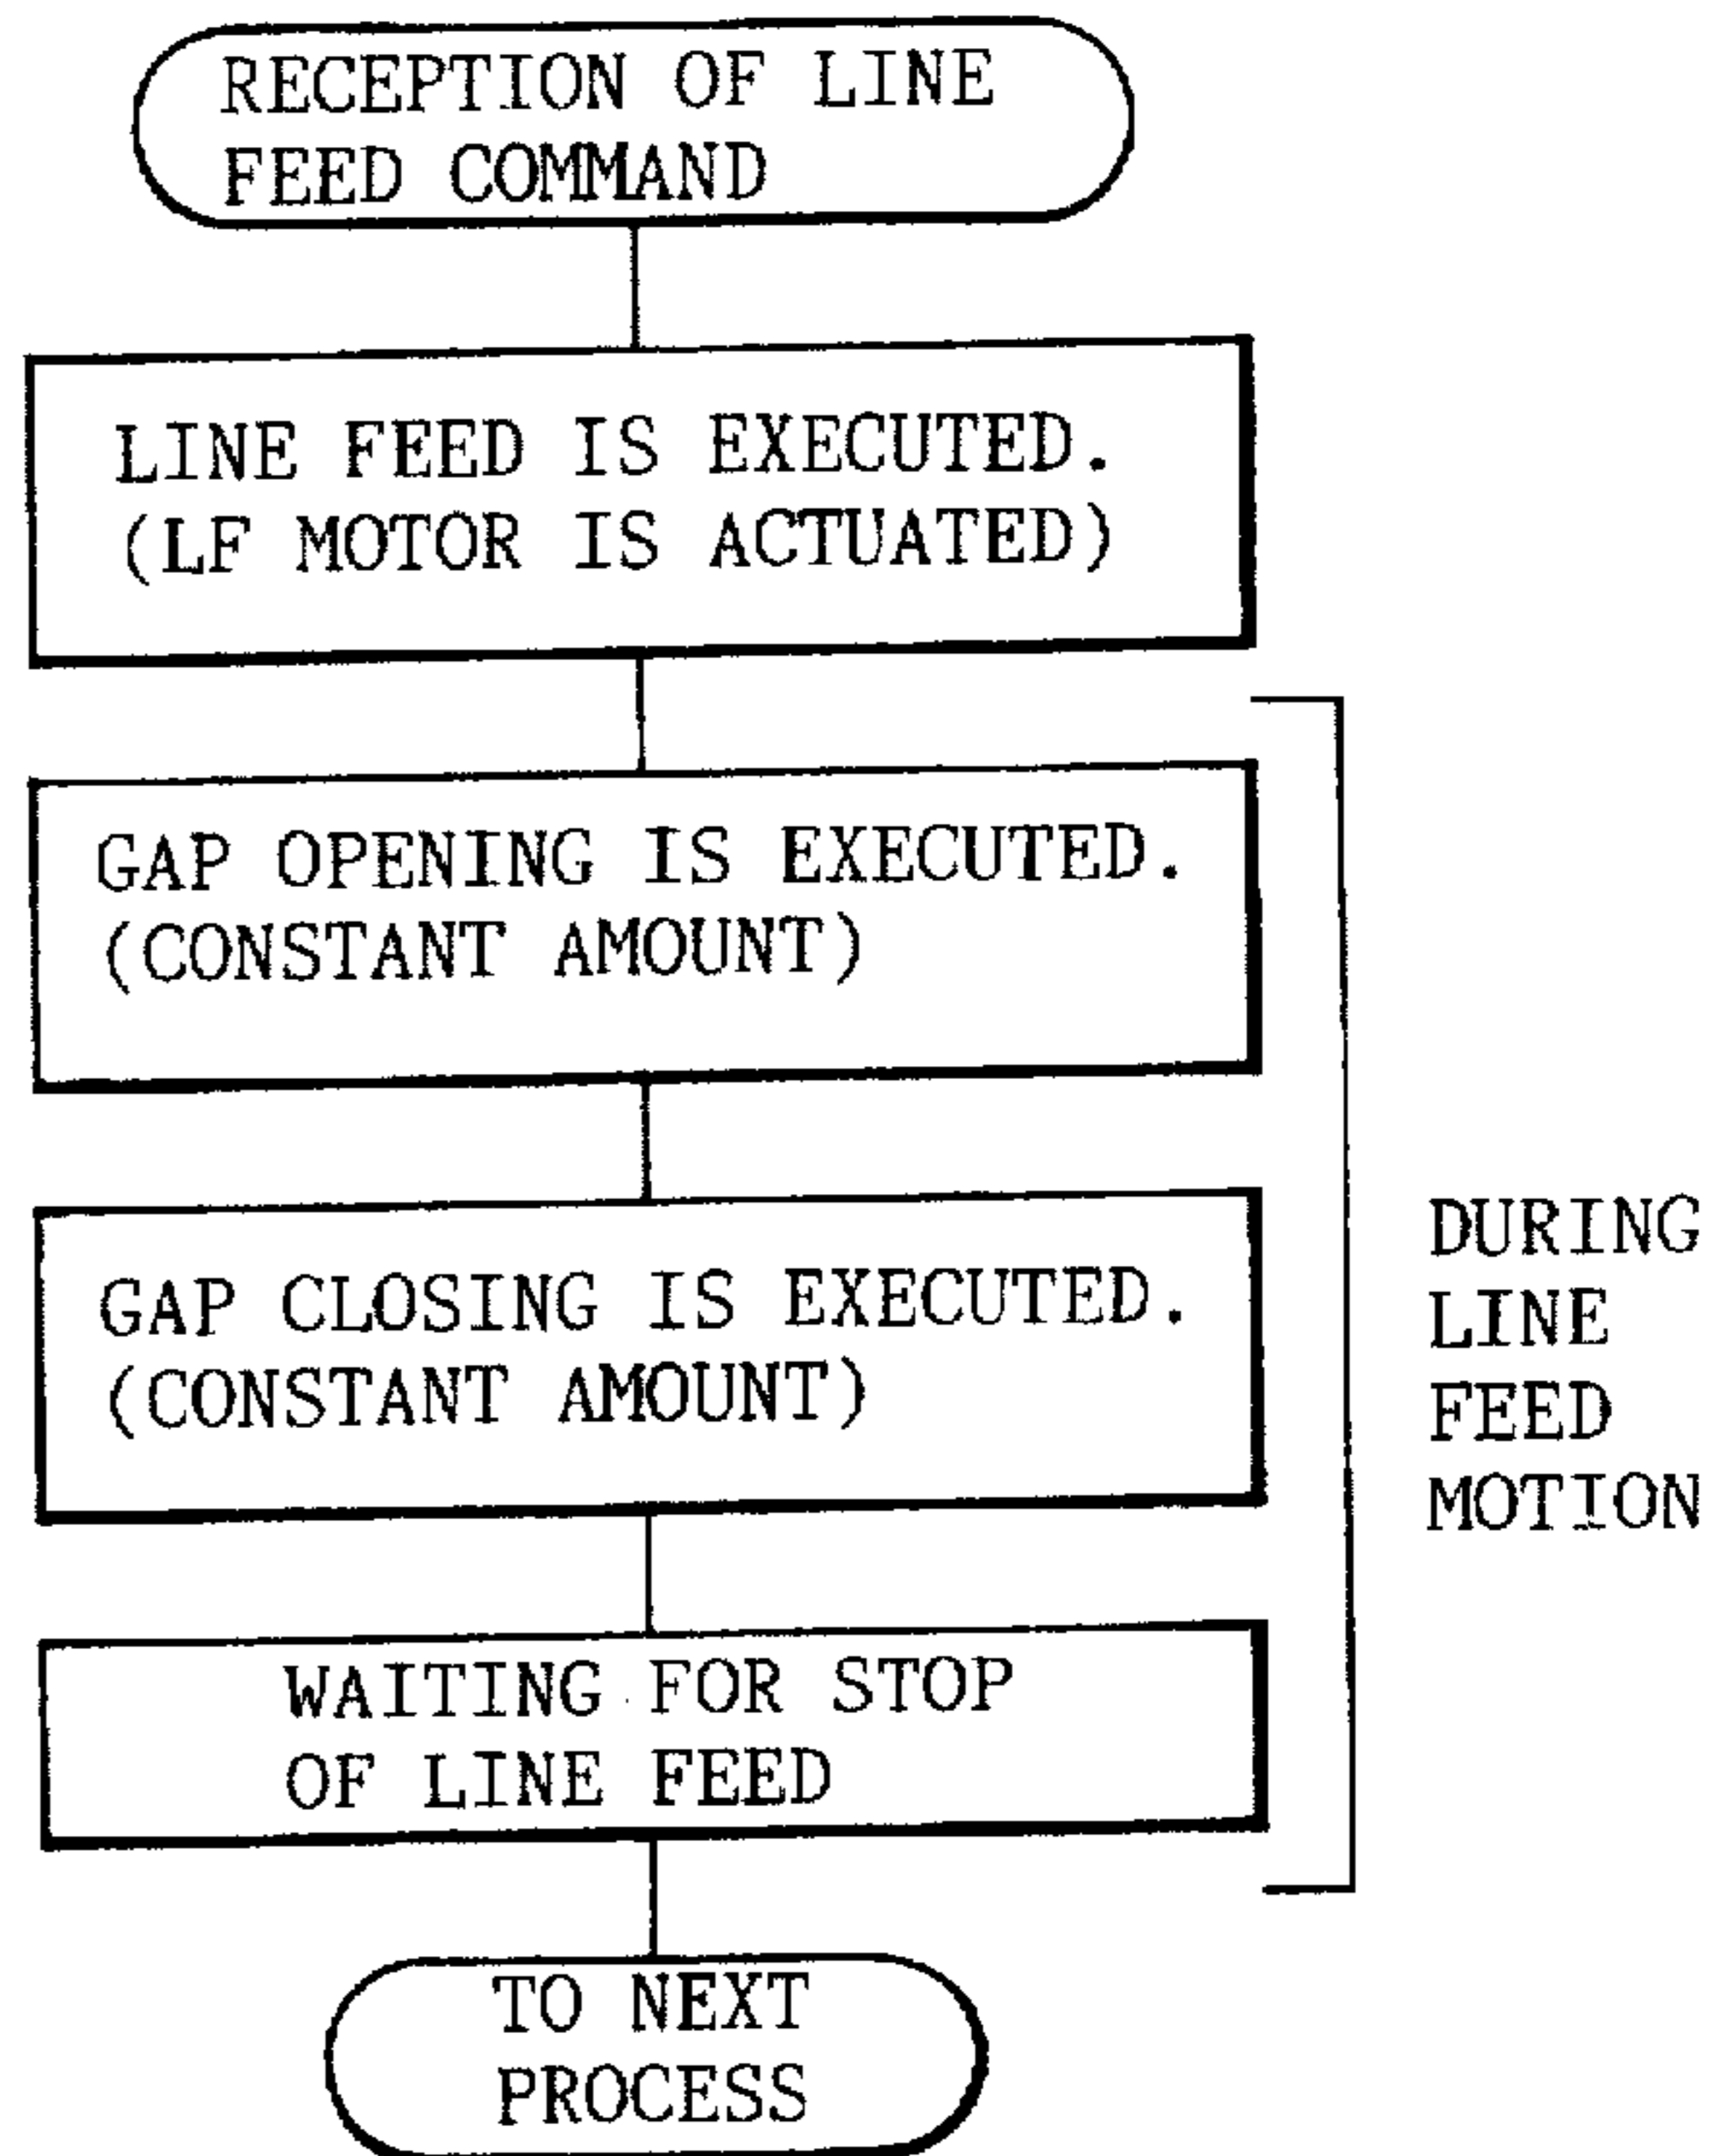 RECEPTION OF LINE
FEED COMMAND
LINE FEED IS EXECUTED.
(LF MOTOR IS ACTUATED)
GAP OPENING IS EXECUTED.
(CONSTANT AMOUNT)
GAP CLOSING IS EXECUTED.
(CONSTANT AMOUNT)
WAITING FOR STOP
OF LINE FEED
DURING
LINE
FEED
MOTION
TO NEXT
PROCESS